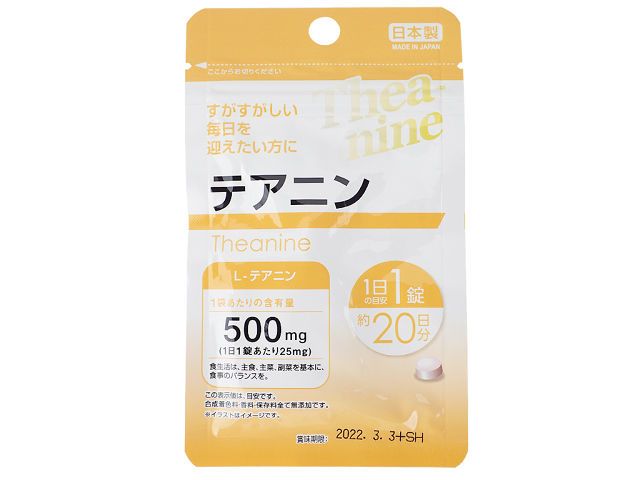 日本製
MADE IN JAPAN
ここからお切りください
Thea-
nine
すがすがしい
毎日を
迎えたい方に
テアニン
Theanine
L-テアニン
1袋あたりの含有量
500mg
(1日1錠あたり25mg)
食生活は、主食、主菜、副菜を基本に、
食事のバランスを。
1日の目安1錠
約20日分
この表示値は、目安です。
合成着色料・香料・保存料全て無添加です。
※イラストはイメージです。
賞味期限: 2022. 3. 3+SH